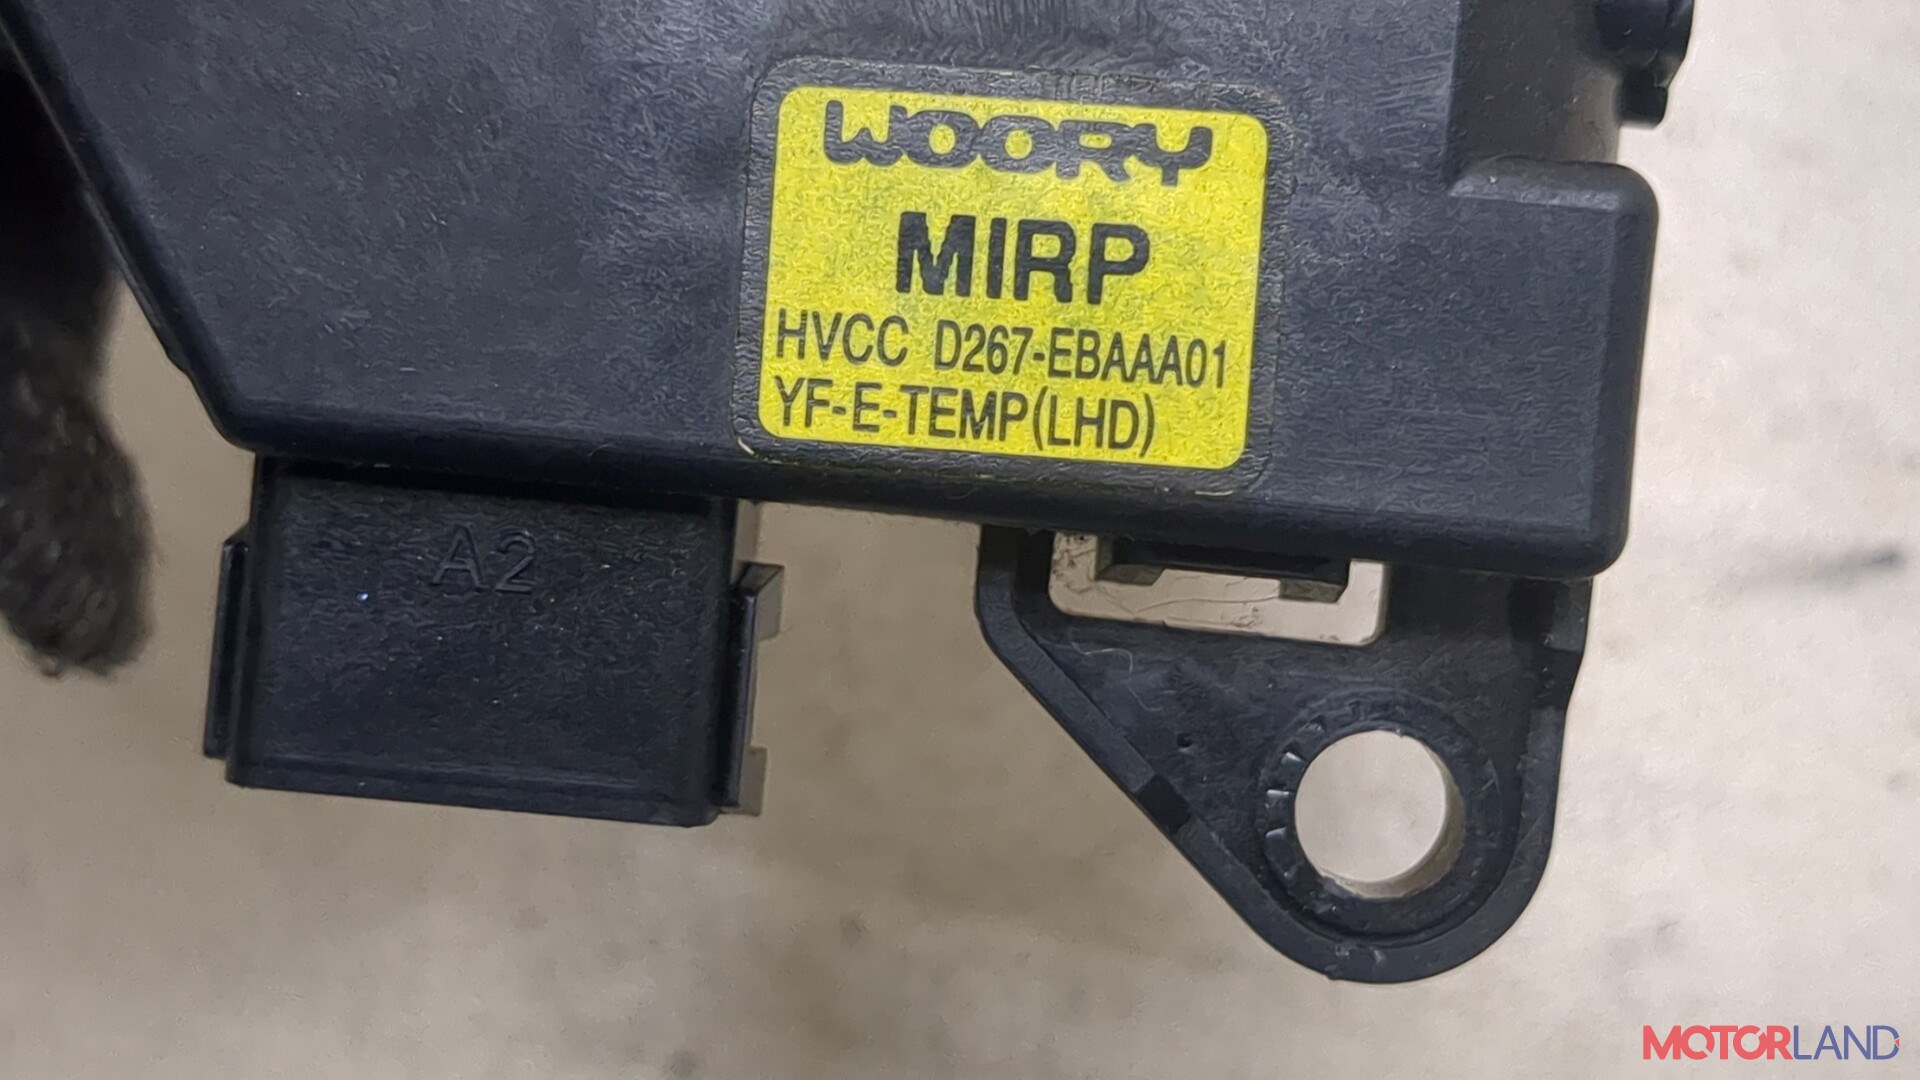 WOORY
MIRP
HVCC D267-EBAAA01
YF-E-TEMP(LHD)
A2
MOTORLAND